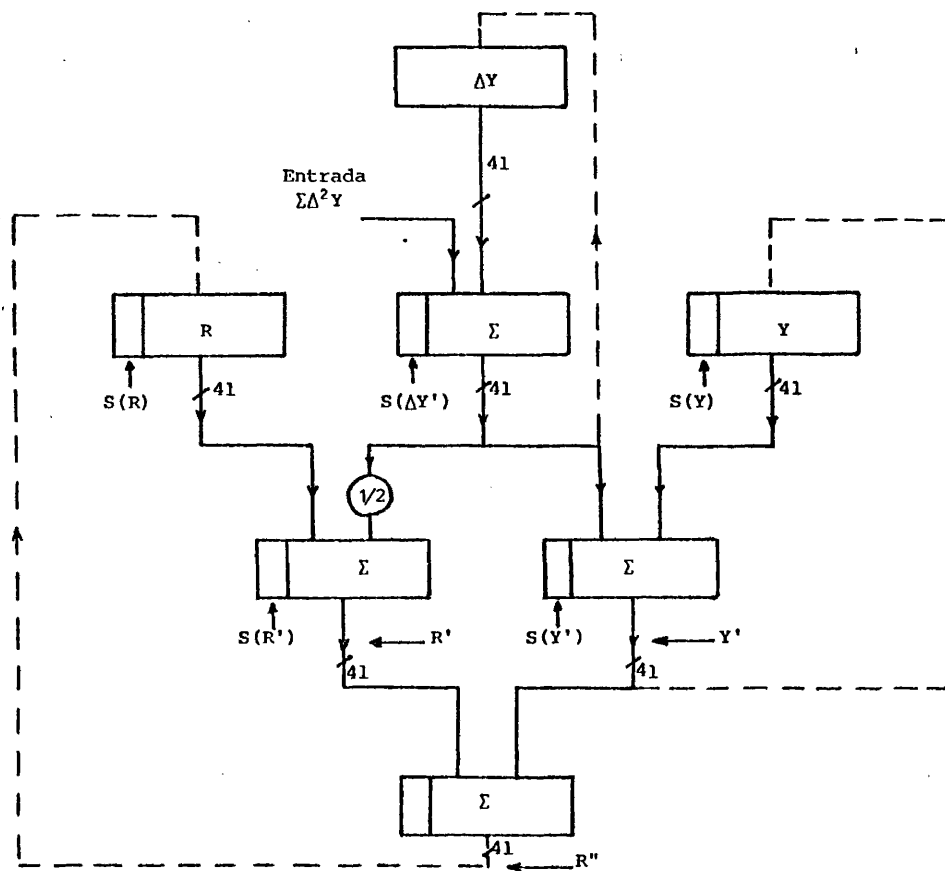 ΔY
41
Entrada
ΣΔ²Y
R
Σ
Y
S(R)
41
S(ΔY')
41
S(Y)
41
1/2
Σ
Σ
S(R')
R'
S(Y')
Y'
41
41
Σ
41
R"